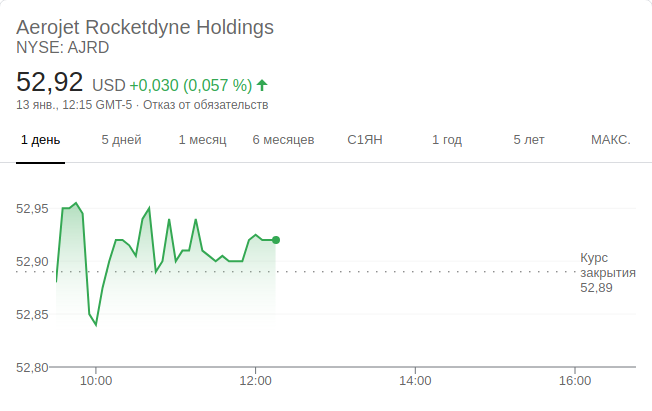 Aerojet Rocketdyne Holdings
NYSE: AJRD
52,92 USD +0,030 (0,057 %)
13 янв., 12:15 GMT-5 · Отказ от обязательств
1 день 5 дней 1 месяц 6 месяцев С1ЯН 1 год 5 лет МАКС.
52,95
52,90
Курс
закрытия
52,89
52,85
52,80
10:00 12:00 14:00 16:00